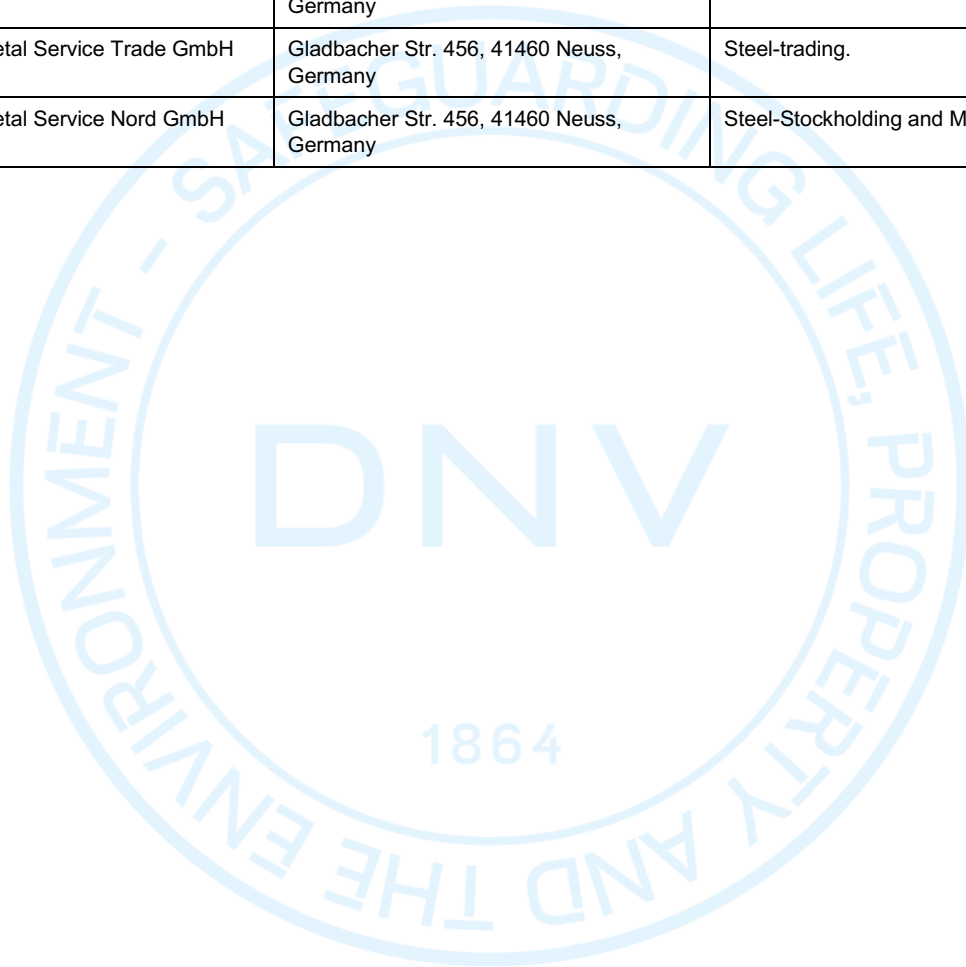 Germany
etal Service Trade GmbH Gladbacher Str. 456, 41460 Neuss, Steel-trading.
Germany
etal Service Nord GmbH Gladbacher Str. 456, 41460 Neuss, Steel-Stockholding and M
Germany
SAFEGUARDING LIFE, PROPERTY AND THE ENVIRONMENT -
DNV
1864